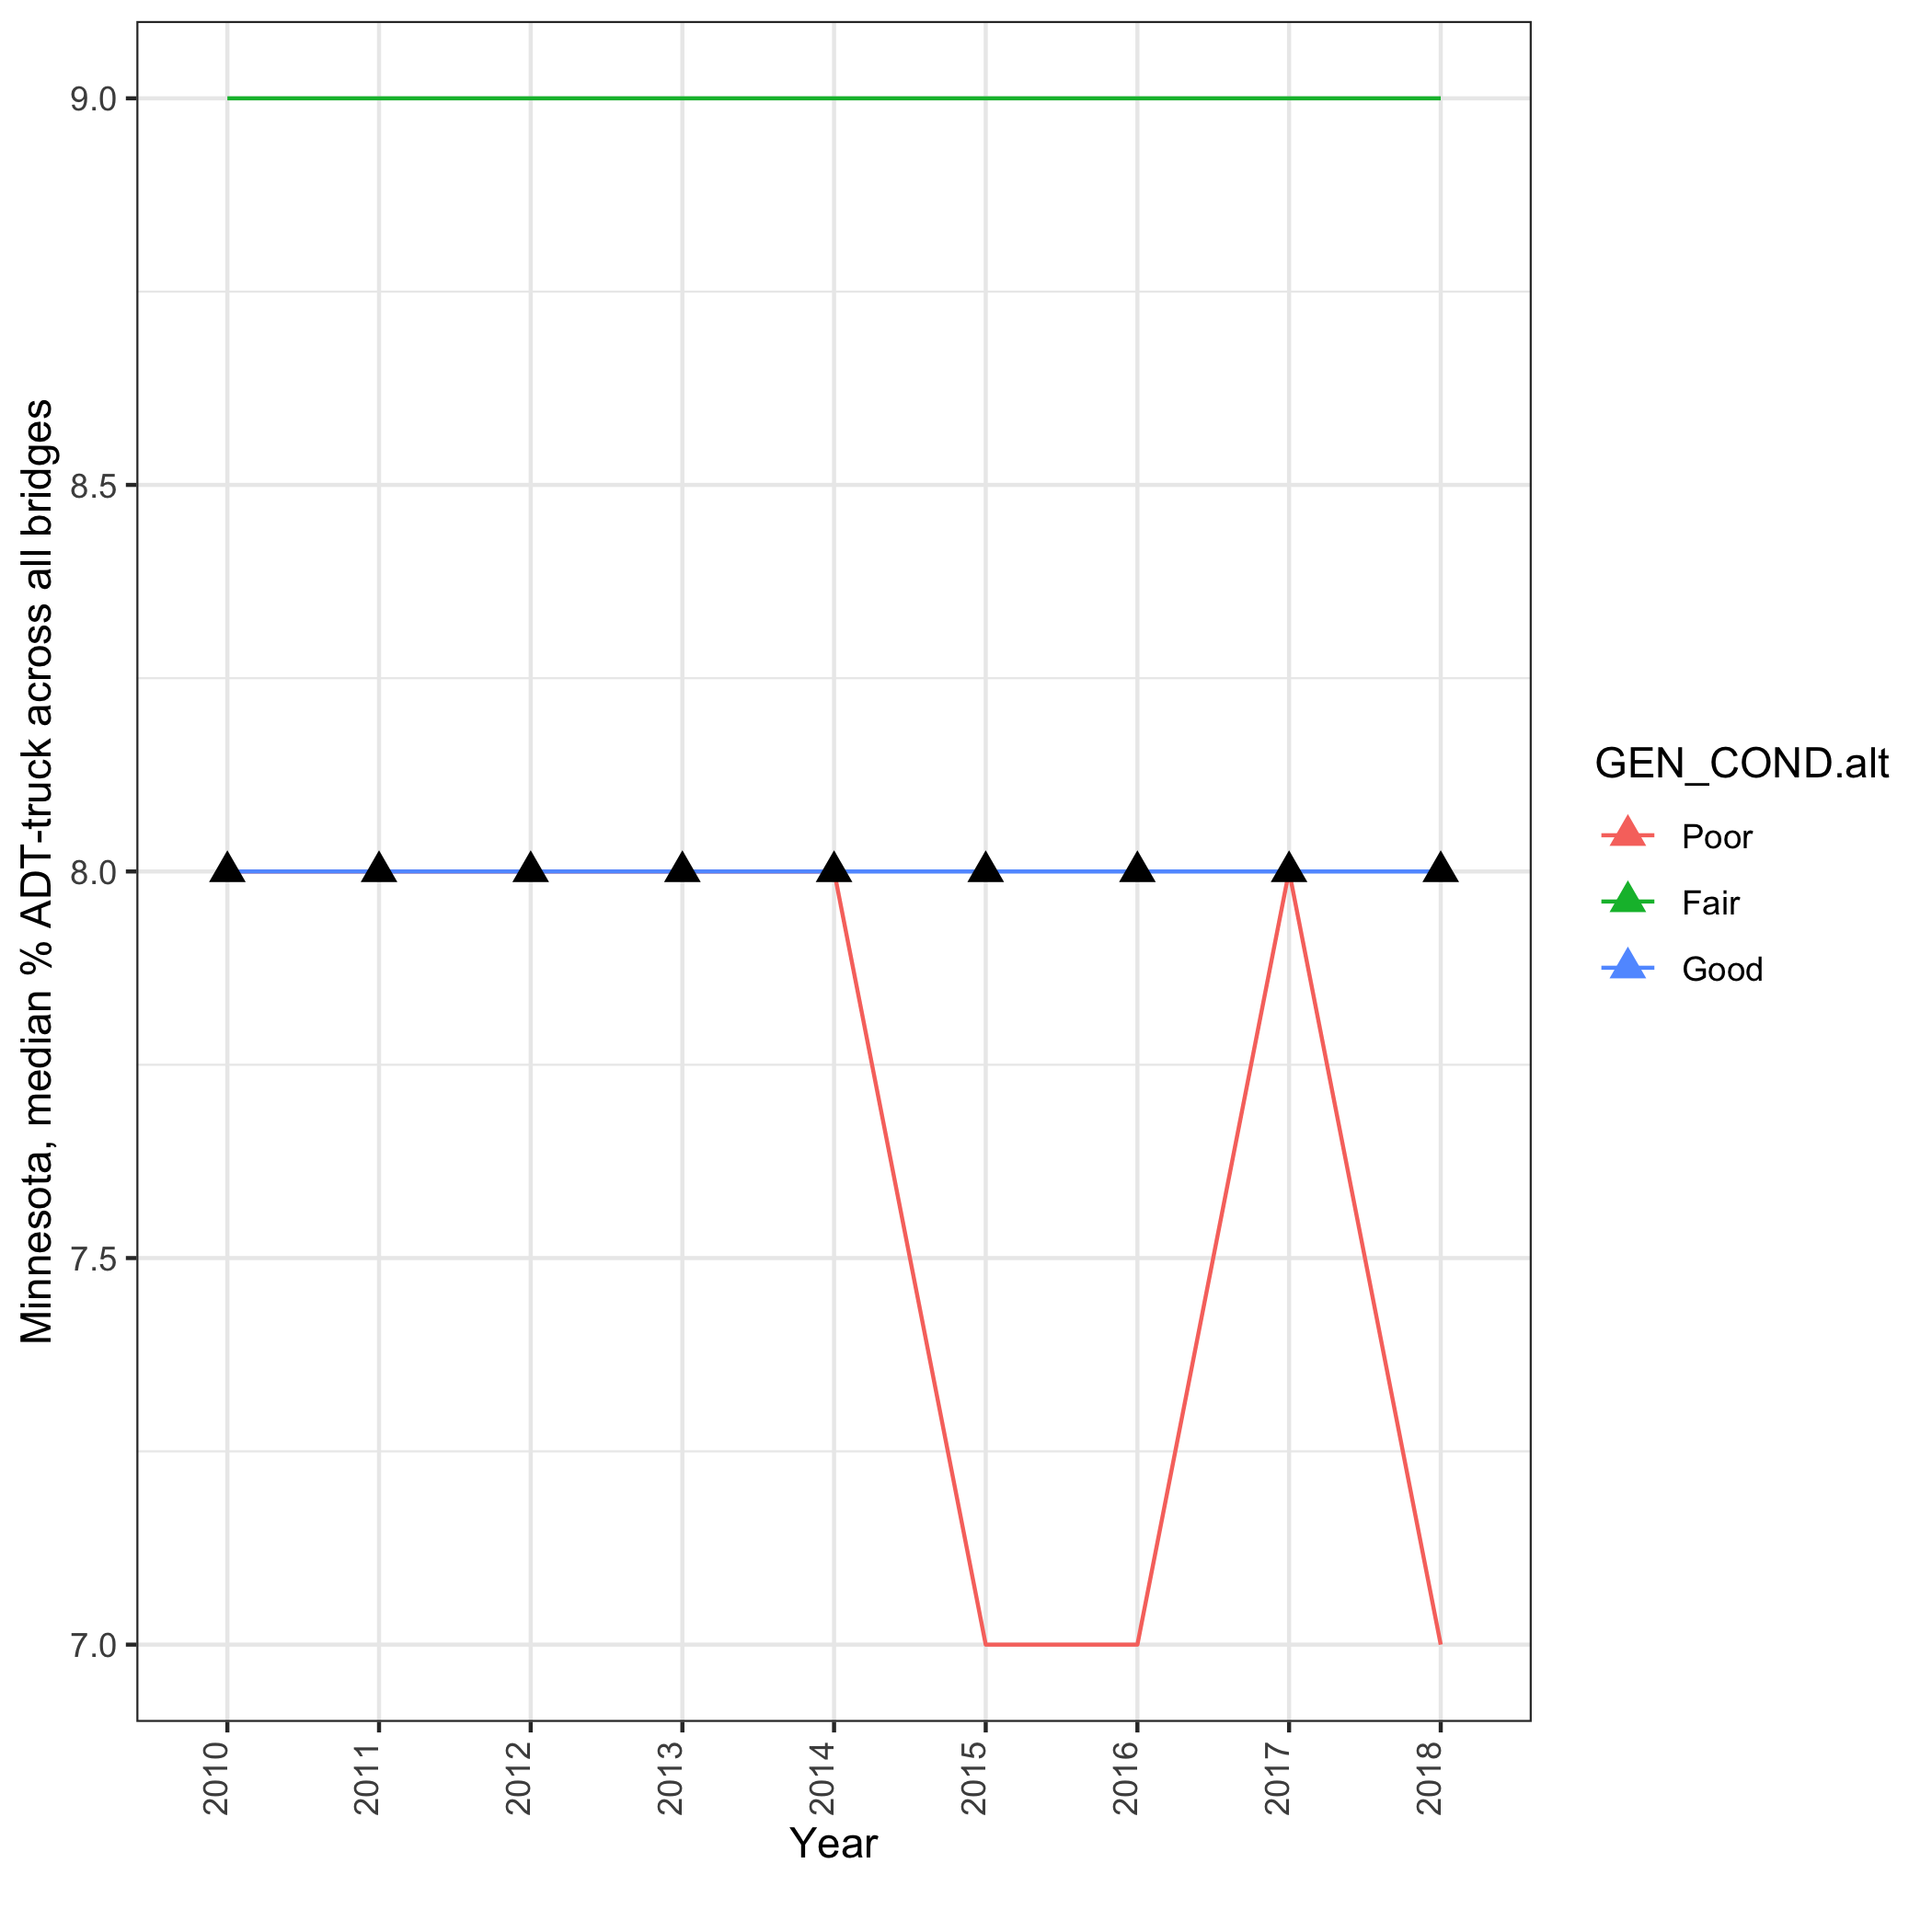 Minnesota, median % ADT-truck across all bridges
9.0
8.5
8.0
7.5
7.0
2010
2011
2012
2013
2014
2015
2016
2017
2018
Year
GEN_COND.alt
Poor
Fair
Good